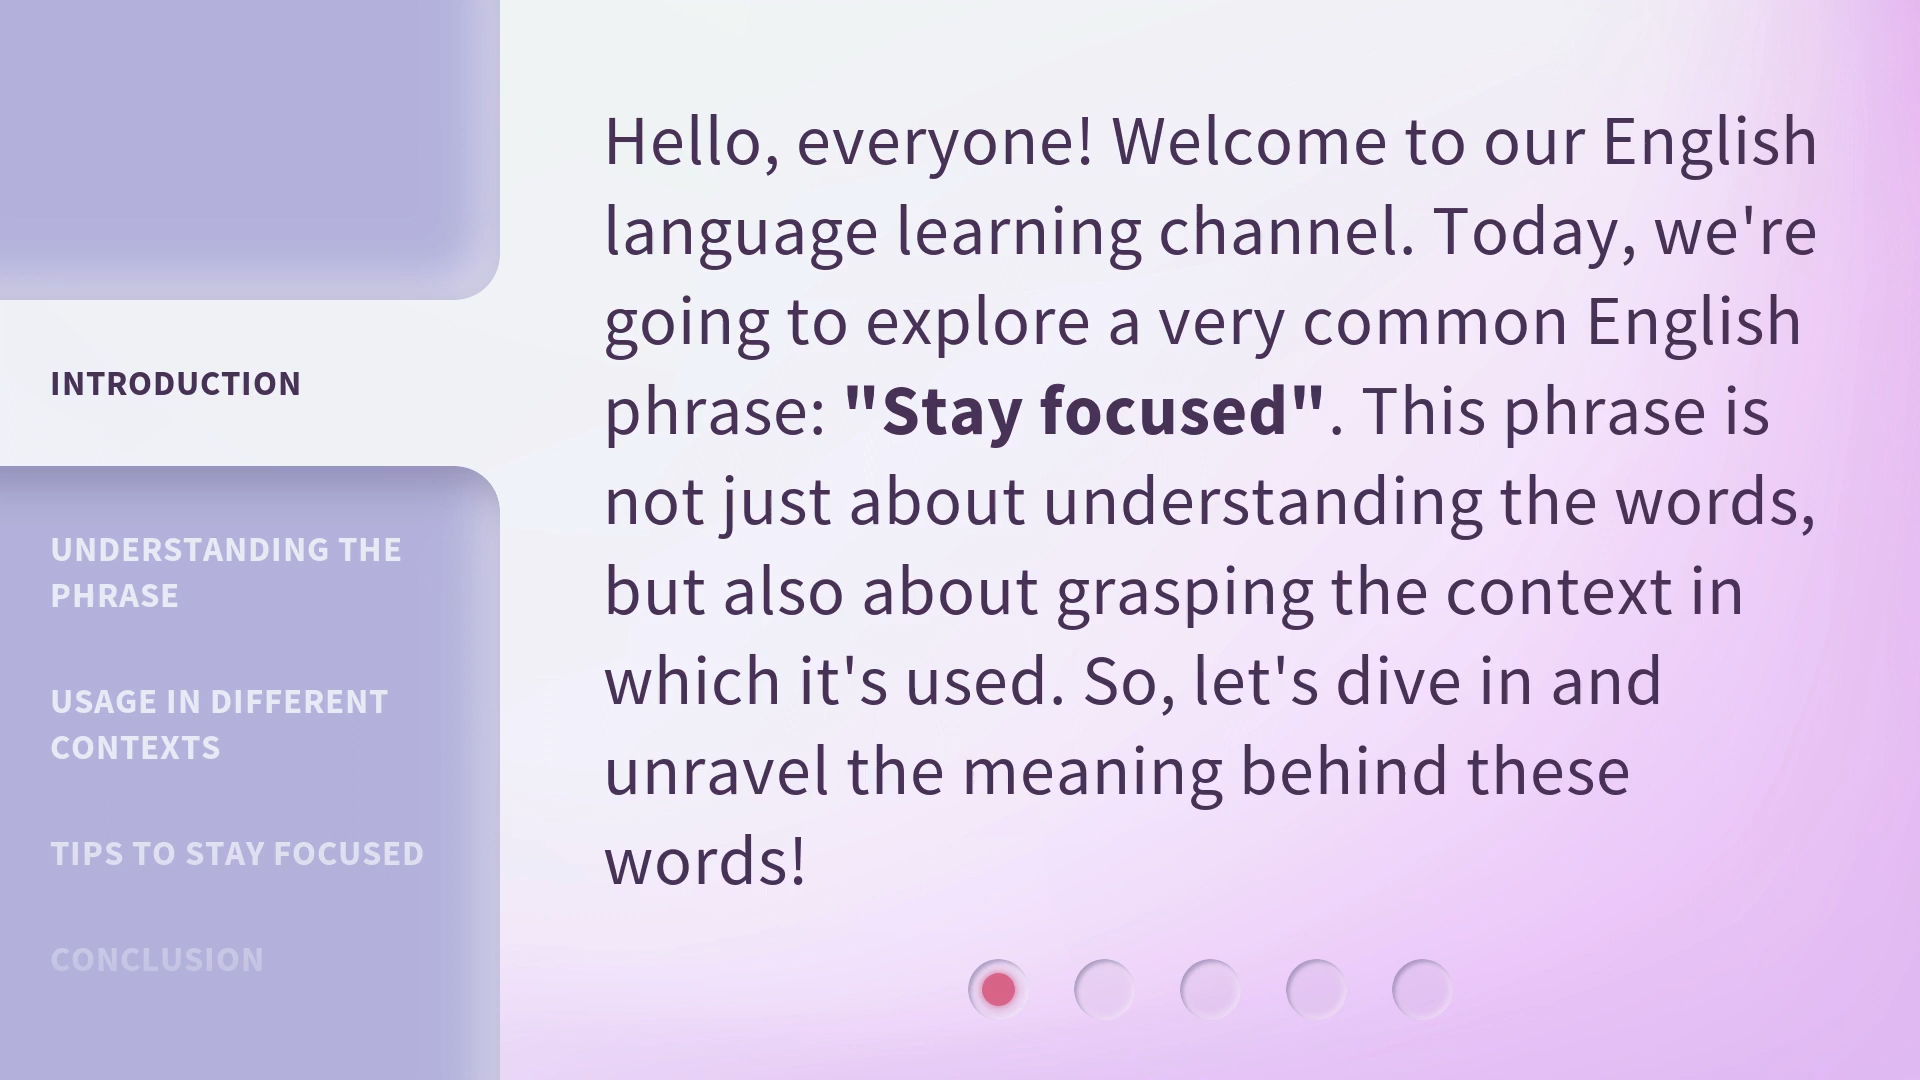 INTRODUCTION
UNDERSTANDING THE
PHRASE
USAGE IN DIFFERENT
CONTEXTS
TIPS TO STAY FOCUSED
CONCLUSION
Hello, everyone! Welcome to our English
language learning channel. Today, we're
going to explore a very common English
phrase: "Stay focused". This phrase is
not just about understanding the words,
but also about grasping the context in
which it's used. So, let's dive in and
unravel the meaning behind these
words!